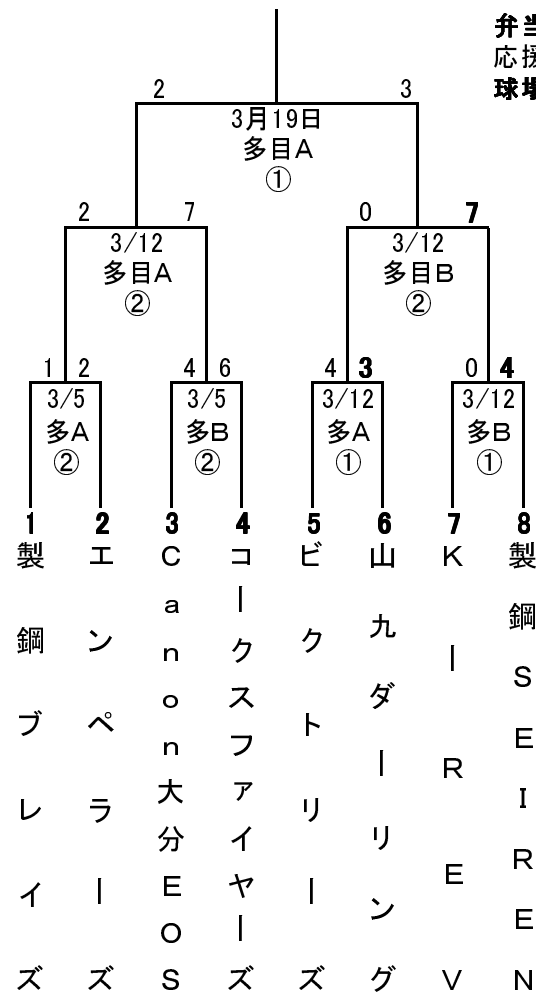 弁当
応援
球場
2 3
3月19日
多目A
①
2 7 0 7
3/12 3/12
多目A 多目B
② ②
1 2 4 6 4 3 0 4
3/5 3/5 3/12 3/12
多A 多B 多A 多B
② ② ① ①
1 2 3 4 5 6 7 8
製鋼ブレイズ
エンペラーズ
Canon大分EOS
コークスファイヤーズ
ビクトリーズ
山九ダーリング
KーREV
製鋼SEIREN